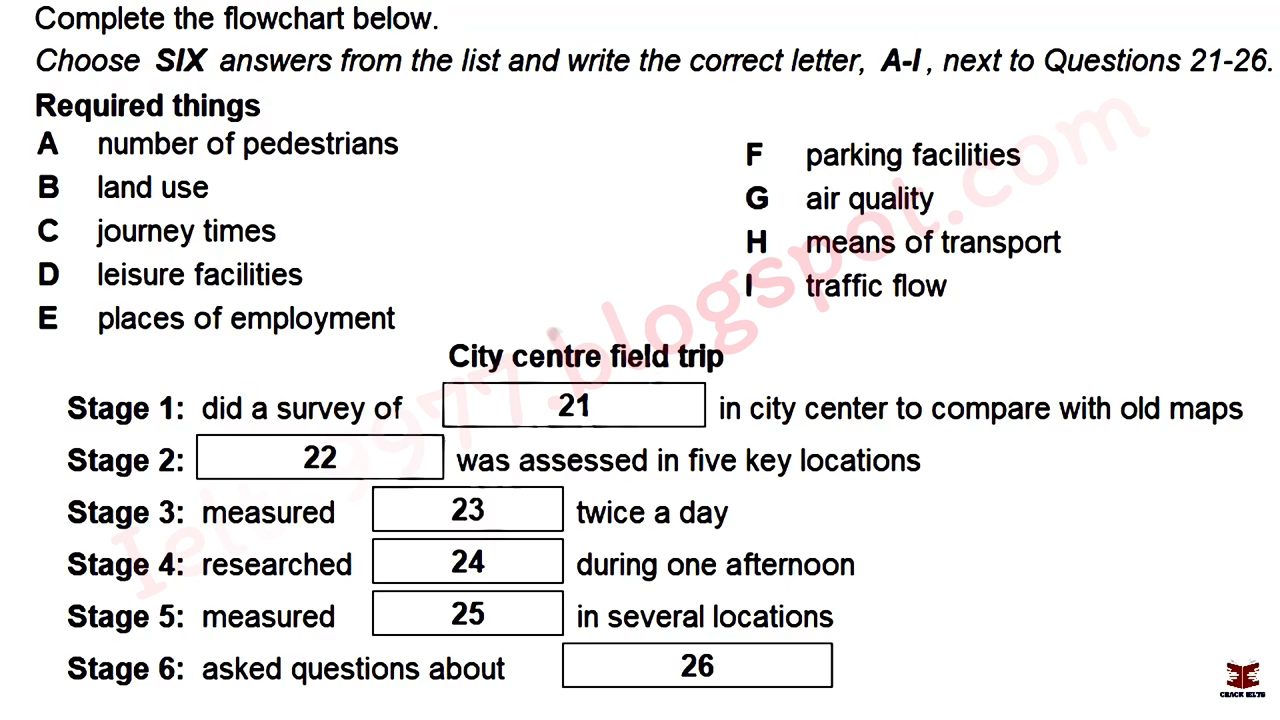 Complete the flowchart below.
Choose SIX answers from the list and write the correct letter, A-I, next to Questions 21-26.
Required things
A number of pedestrians
B land use
C journey times
D leisure facilities
E places of employment
F parking facilities
G air quality
H means of transport
I traffic flow
City centre field trip
Stage 1: did a survey of 21 in city center to compare with old maps
Stage 2: 22 was assessed in five key locations
Stage 3: measured 23 twice a day
Stage 4: researched 24 during one afternoon
Stage 5: measured 25 in several locations
Stage 6: asked questions about 26
CRACK IELTS